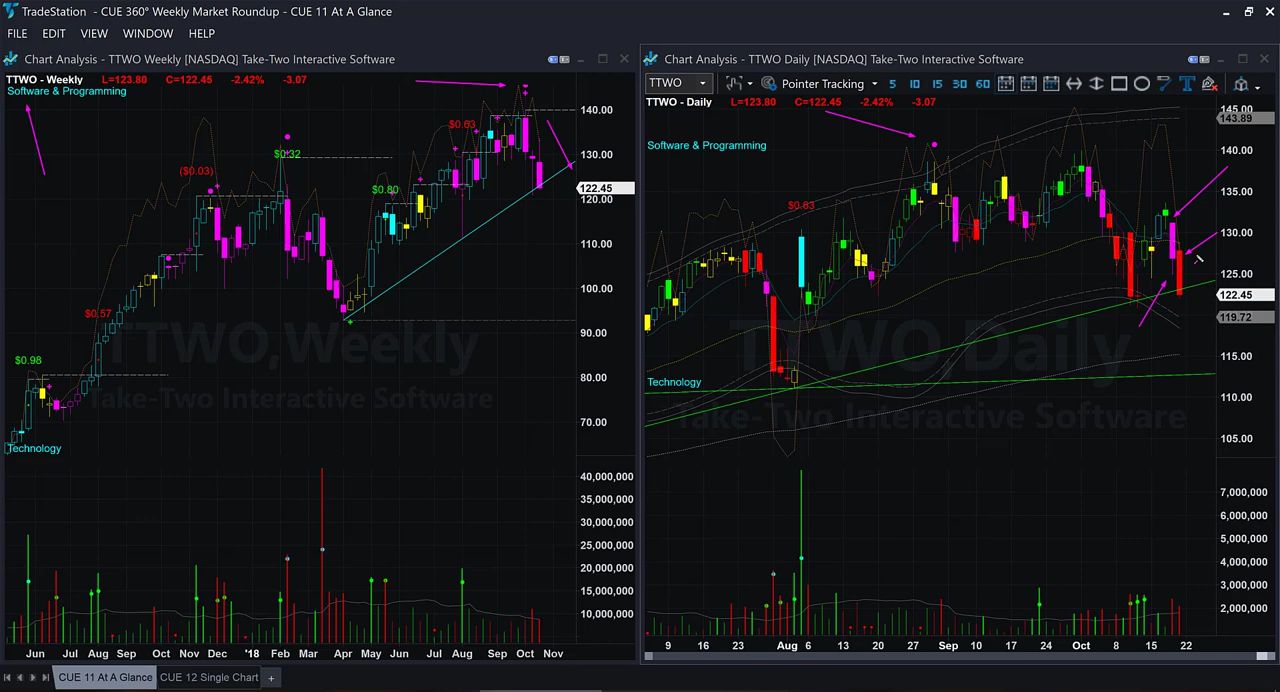 TradeStation - CUE 360° Weekly Market Roundup - CUE 11 At A Glance
FILE EDIT VIEW WINDOW HELP
Chart Analysis - TTWO Weekly [NASDAQ] Take-Two Interactive Software
TTWO - Weekly L=123.80 C=122.45 -2.42% -3.07
Software & Programming
140.00
130.00
122.45
120.00
110.00
100.00
90.00
80.00
70.00
$0.63
$0.32
($0.03)
$0.80
$0.57
$0.98
TTWO,Weekly
Take-Two Interactive Software
Technology
40,000,000
35,000,000
30,000,000
25,000,000
20,000,000
15,000,000
10,000,000
Jun Jul Aug Sep Oct Nov Dec '18 Feb Mar Apr May Jun Jul Aug Sep Oct Nov
Chart Analysis - TTWO Daily [NASDAQ] Take-Two Interactive Software
TTWO Pointer Tracking 5 10 15 30 60
TTWO - Daily L=123.80 C=122.45 -2.42% -3.07
Software & Programming
145.00
143.89
140.00
135.00
130.00
125.00
122.45
119.72
115.00
110.00
105.00
$0.63
TTWO,Daily
Take-Two Interactive Software
Technology
7,000,000
6,000,000
5,000,000
4,000,000
3,000,000
2,000,000
9 16 23 Aug 6 13 20 27 Sep 10 17 24 Oct 8 15 22
CUE 11 At A Glance CUE 12 Single Chart +